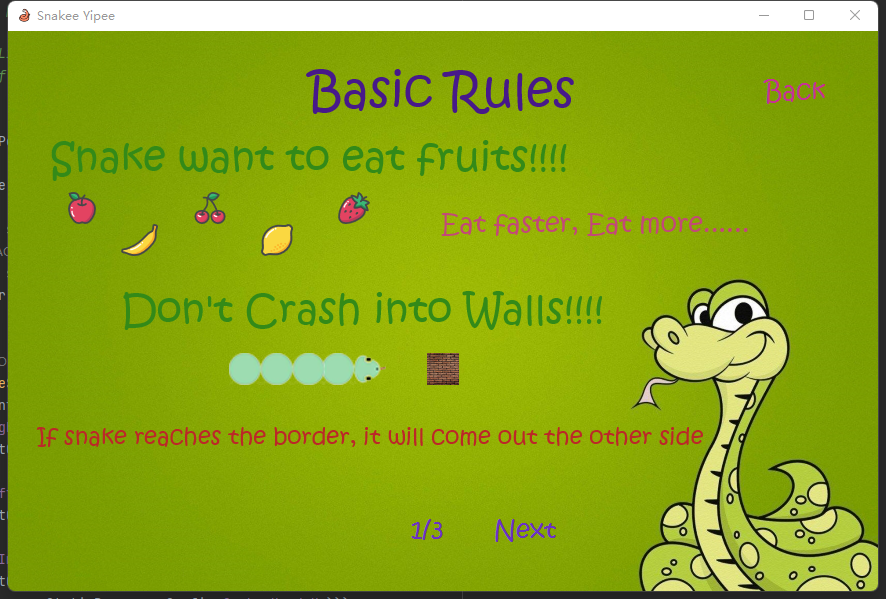 Snakee Yipee
Basic Rules
Back
Snake want to eat fruits!!!!
Eat faster, Eat more......
Don't Crash into Walls!!!!
If snake reaches the border, it will come out the other side
1/3
Next